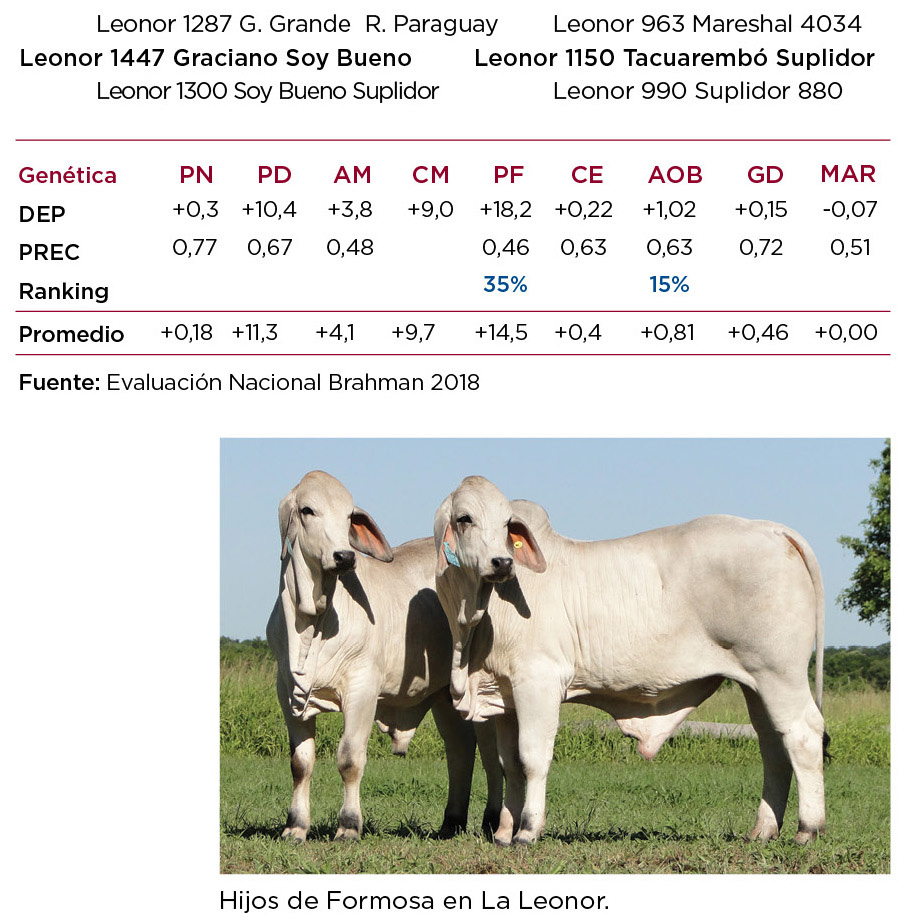 Leonor 1287 G. Grande R. Paraguay Leonor 963 Mareshal 4034
Leonor 1447 Graciano Soy Bueno Leonor 1150 Tacuarembó Suplidor
Leonor 1300 Soy Bueno Suplidor Leonor 990 Suplidor 880
Genética PN PD AM CM PF CE AOB GD MAR
DEP +0,3 +10,4 +3,8 +9,0 +18,2 +0,22 +1,02 +0,15 -0,07
PREC 0,77 0,67 0,48 0,46 0,63 0,63 0,72 0,51
Ranking 35% 15%
Promedio +0,18 +11,3 +4,1 +9,7 +14,5 +0,4 +0,81 +0,46 +0,00
Fuente: Evaluación Nacional Brahman 2018
Hijos de Formosa en La Leonor.